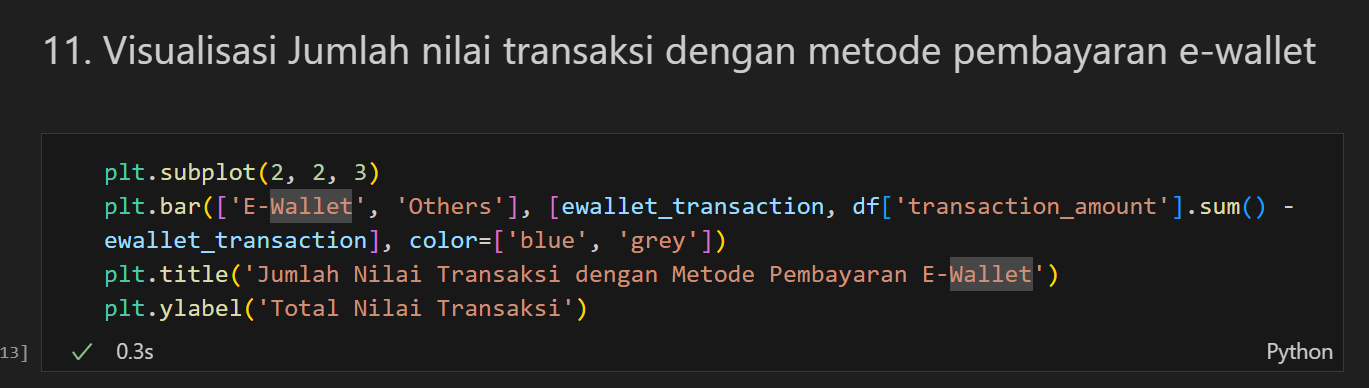 11. Visualisasi Jumlah nilai transaksi dengan metode pembayaran e-wallet
plt.subplot(2, 2, 3)
plt.bar(['E-Wallet', 'Others'], [ewallet_transaction, df['transaction_amount'].sum() -
ewallet_transaction], color=['blue', 'grey'])
plt.title('Jumlah Nilai Transaksi dengan Metode Pembayaran E-Wallet')
plt.ylabel('Total Nilai Transaksi')
13] 0.3s Python